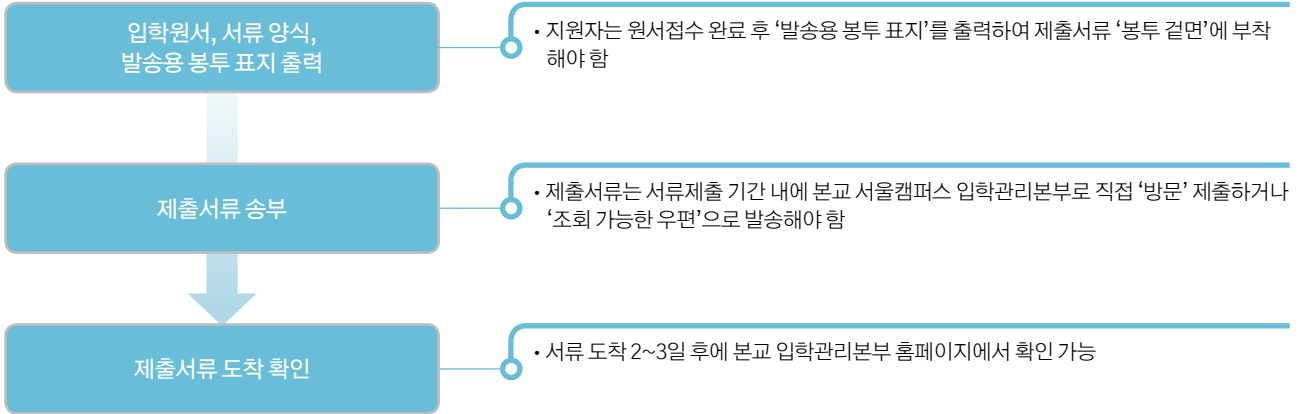 입학원서, 서류 양식,
발송용 봉투 표지 출력
• 지원자는 원서접수 완료 후 ‘발송용 봉투 표지’를 출력하여 제출서류 ‘봉투 겉면’에 부착
해야 함
제출서류 송부
• 제출서류는 서류제출 기간 내에 본교 서울캠퍼스 입학관리본부로 직접 ‘방문’ 제출하거나
‘조회 가능한 우편’으로 발송해야 함
제출서류 도착 확인
• 서류 도착 2~3일 후에 본교 입학관리본부 홈페이지에서 확인 가능